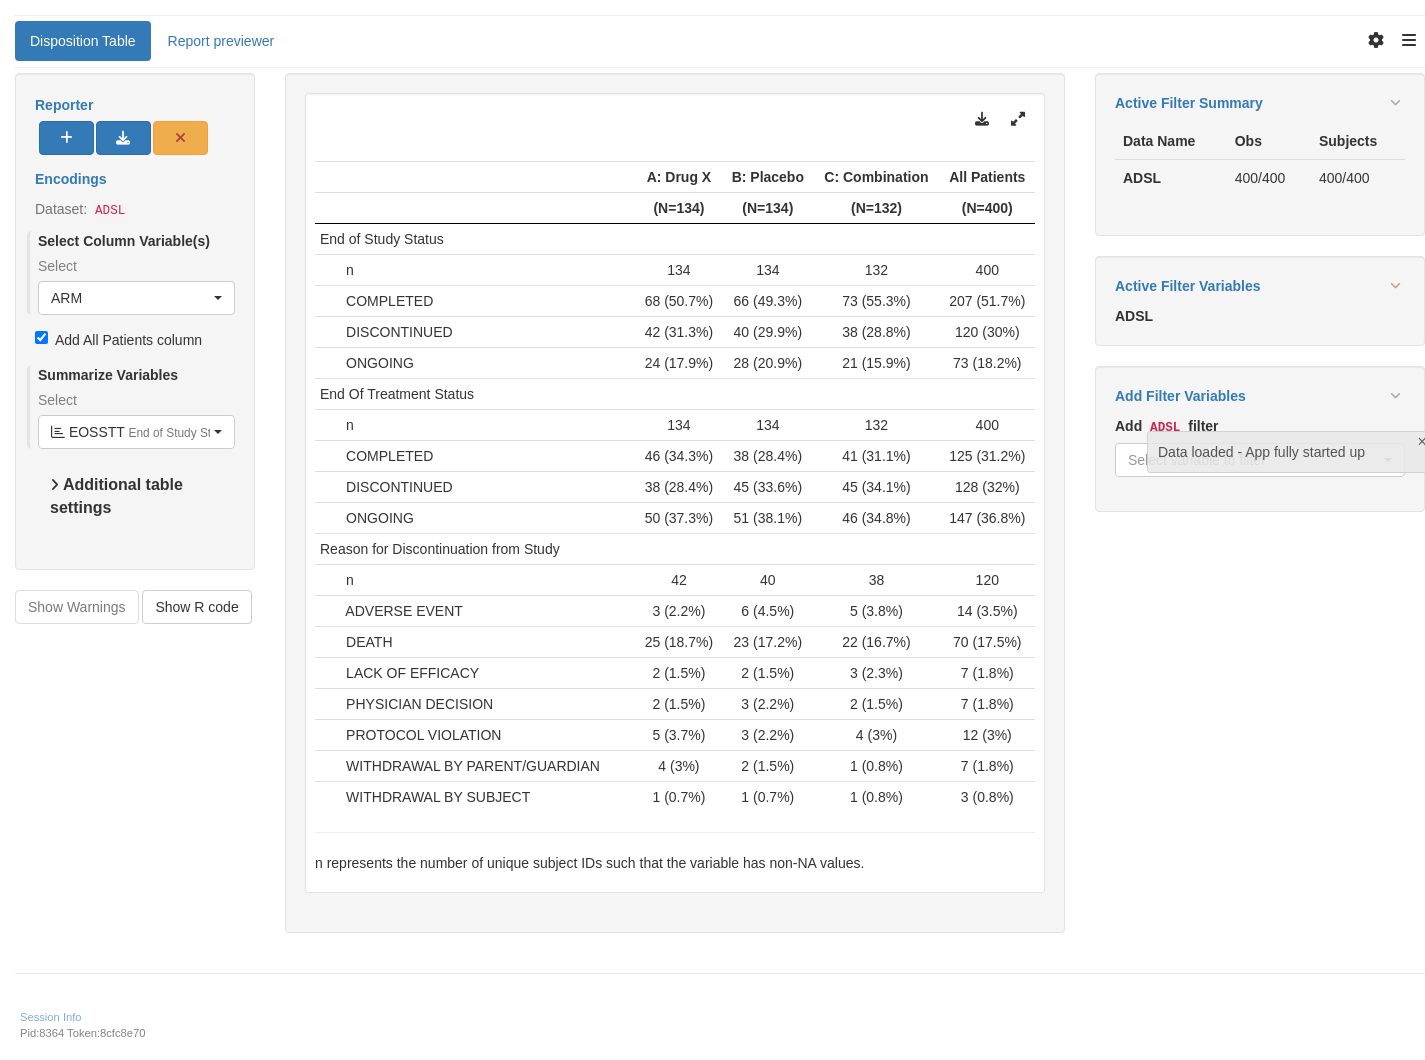 Disposition Table Report previewer
Reporter
Encodings
Dataset: ADSL
Select Column Variable(s)
Select
ARM
Add All Patients column
Summarize Variables
Select
EOSSTT End of Study St
Additional table
settings
Show Warnings Show R code
A: Drug X B: Placebo C: Combination All Patients
(N=134) (N=134) (N=132) (N=400)
End of Study Status
n 134 134 132 400
COMPLETED 68 (50.7%) 66 (49.3%) 73 (55.3%) 207 (51.7%)
DISCONTINUED 42 (31.3%) 40 (29.9%) 38 (28.8%) 120 (30%)
ONGOING 24 (17.9%) 28 (20.9%) 21 (15.9%) 73 (18.2%)
End Of Treatment Status
n 134 134 132 400
COMPLETED 46 (34.3%) 38 (28.4%) 41 (31.1%) 125 (31.2%)
DISCONTINUED 38 (28.4%) 45 (33.6%) 45 (34.1%) 128 (32%)
ONGOING 50 (37.3%) 51 (38.1%) 46 (34.8%) 147 (36.8%)
Reason for Discontinuation from Study
n 42 40 38 120
ADVERSE EVENT 3 (2.2%) 6 (4.5%) 5 (3.8%) 14 (3.5%)
DEATH 25 (18.7%) 23 (17.2%) 22 (16.7%) 70 (17.5%)
LACK OF EFFICACY 2 (1.5%) 2 (1.5%) 3 (2.3%) 7 (1.8%)
PHYSICIAN DECISION 2 (1.5%) 3 (2.2%) 2 (1.5%) 7 (1.8%)
PROTOCOL VIOLATION 5 (3.7%) 3 (2.2%) 4 (3%) 12 (3%)
WITHDRAWAL BY PARENT/GUARDIAN 4 (3%) 2 (1.5%) 1 (0.8%) 7 (1.8%)
WITHDRAWAL BY SUBJECT 1 (0.7%) 1 (0.7%) 1 (0.8%) 3 (0.8%)
n represents the number of unique subject IDs such that the variable has non-NA values.
Active Filter Summary
Data Name Obs Subjects
ADSL 400/400 400/400
Active Filter Variables
ADSL
Add Filter Variables
Add ADSL filter
Select variable to filter
Data loaded - App fully started up
Session Info
Pid:8364 Token:8cfc8e70